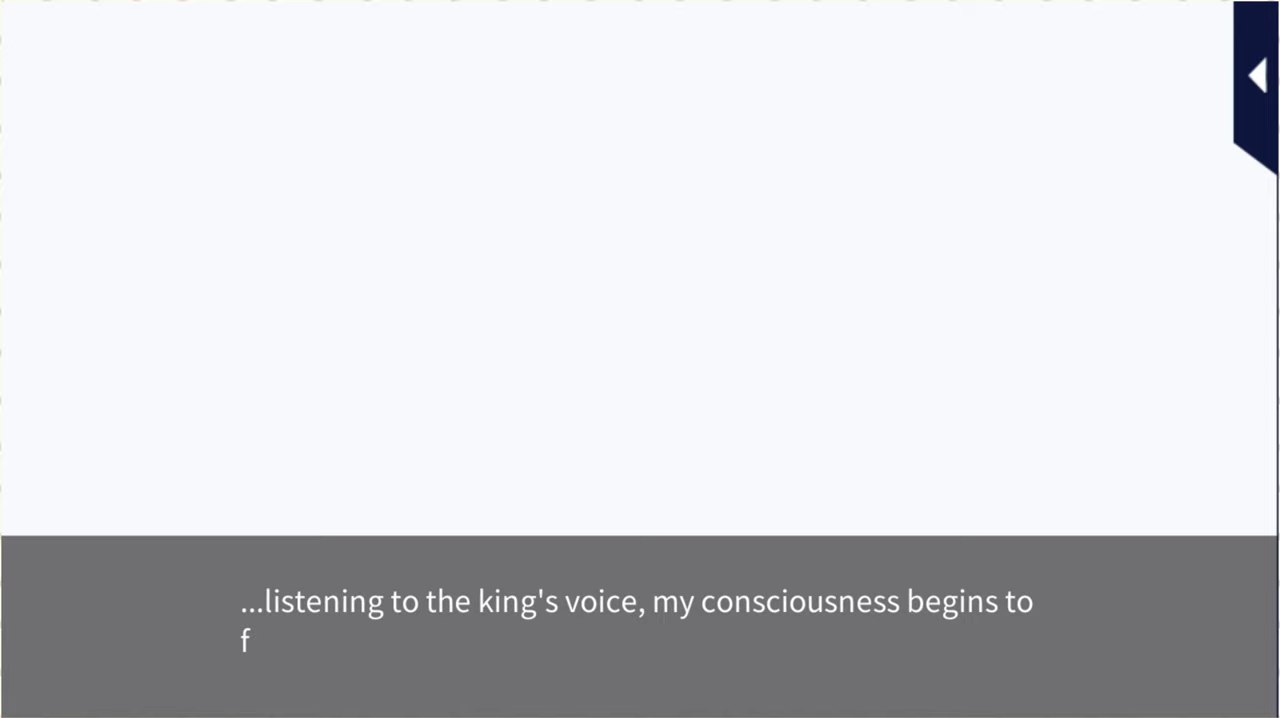 ...listening to the king's voice, my consciousness begins to
f